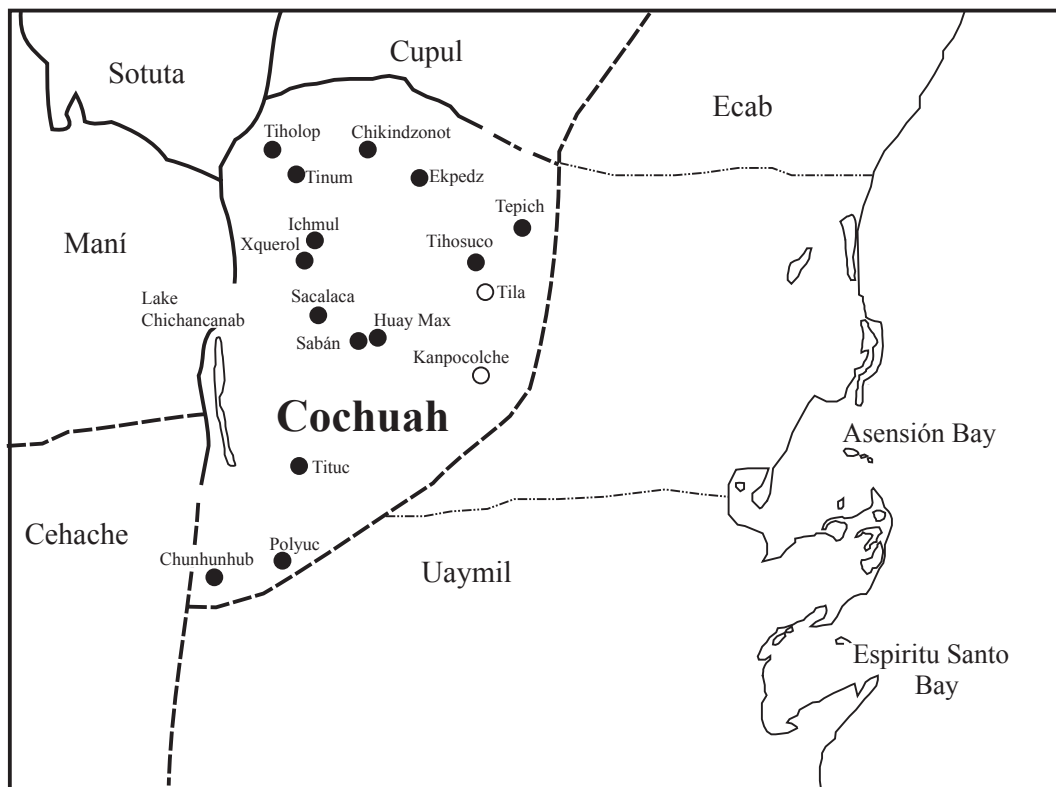 Cupul
Sotuta
Ecab
Tiholop
Chikindzonot
Tinum
Ekpedz
Tepich
Ichmul
Xquerol
Tihosuco
Maní
Tila
Lake
Chichancanab
Sacalaca
Huay Max
Sabán
Kanpocolche
Cochuah
Asensión Bay
Tituc
Cehache
Polyuc
Chunhunhub
Uaymil
Espiritu Santo
Bay